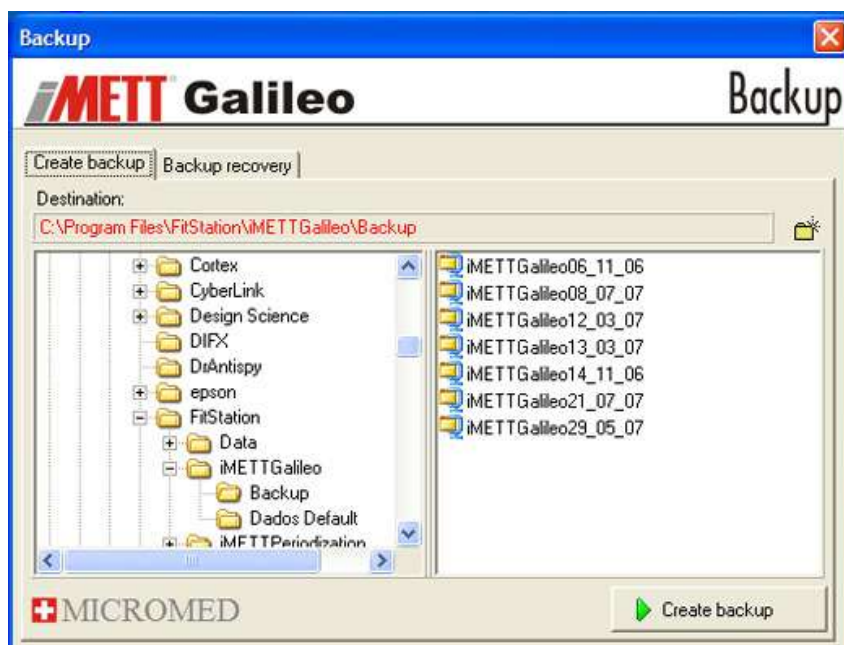 Backup
iMETT Galileo
Backup
Create backup
Backup recovery
Destination:
C:\Program Files\FitStation\iMETTGalileo\Backup
Cortex
CyberLink
Design Science
DIFX
DrAntispy
epson
FitStation
Data
iMETTGalileo
Backup
Dados Default
iMETTPeriodization
iMETTGalileo06_11_06
iMETTGalileo08_07_07
iMETTGalileo12_03_07
iMETTGalileo13_03_07
iMETTGalileo14_11_06
iMETTGalileo21_07_07
iMETTGalileo29_05_07
MICROMED
Create backup